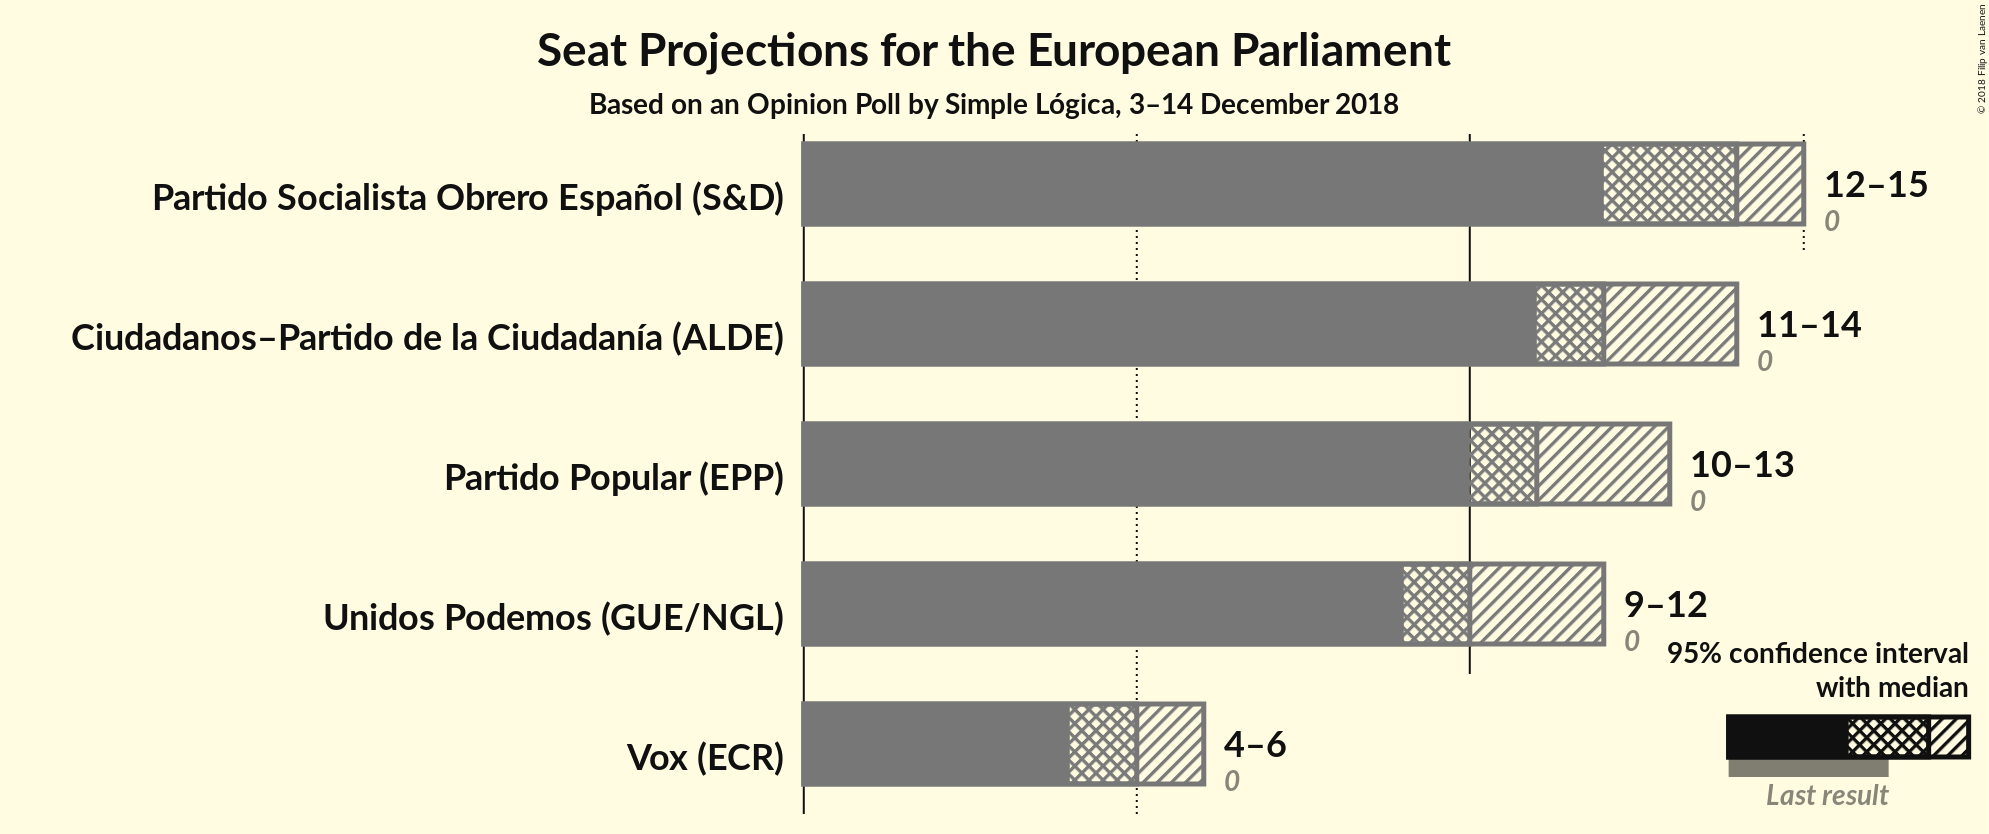 Seat Projections for the European Parliament
Based on an Opinion Poll by Simple Lógica, 3–14 December 2018
© 2018 Filip van Laenen
Partido Socialista Obrero Español (S&D)
12–15
0
Ciudadanos–Partido de la Ciudadanía (ALDE)
11–14
0
Partido Popular (EPP)
10–13
0
Unidos Podemos (GUE/NGL)
9–12
0
Vox (ECR)
4–6
0
95% confidence interval
with median
Last result